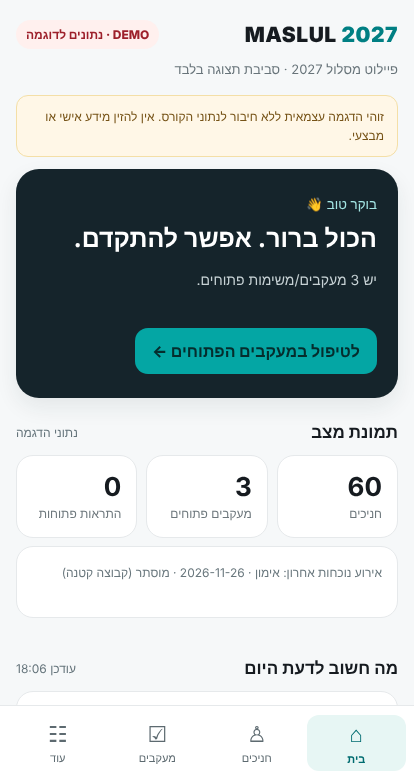 MASLUL 2027
DEMO · נתונים לדוגמה
פיילוט מסלול 2027 · סביבת תצוגה בלבד
זוהי הדגמה עצמאית ללא חיבור לנתוני הקורס. אין להזין מידע אישי או
מבצעי.
בוקר טוב 👋
הכול ברור. אפשר להתקדם.
יש 3 מעקבים/משימות פתוחים.
לטיפול במעקבים הפתוחים ←
תמונת מצב
נתוני הדגמה
60
חניכים
3
מעקבים פתוחים
0
התראות פתוחות
אירוע נוכחות אחרון: אימון · 2026-11-26 · מוסתר (קבוצה קטנה)
מה חשוב לדעת היום
עודכן 18:06
בית
חניכים
מעקבים
עוד